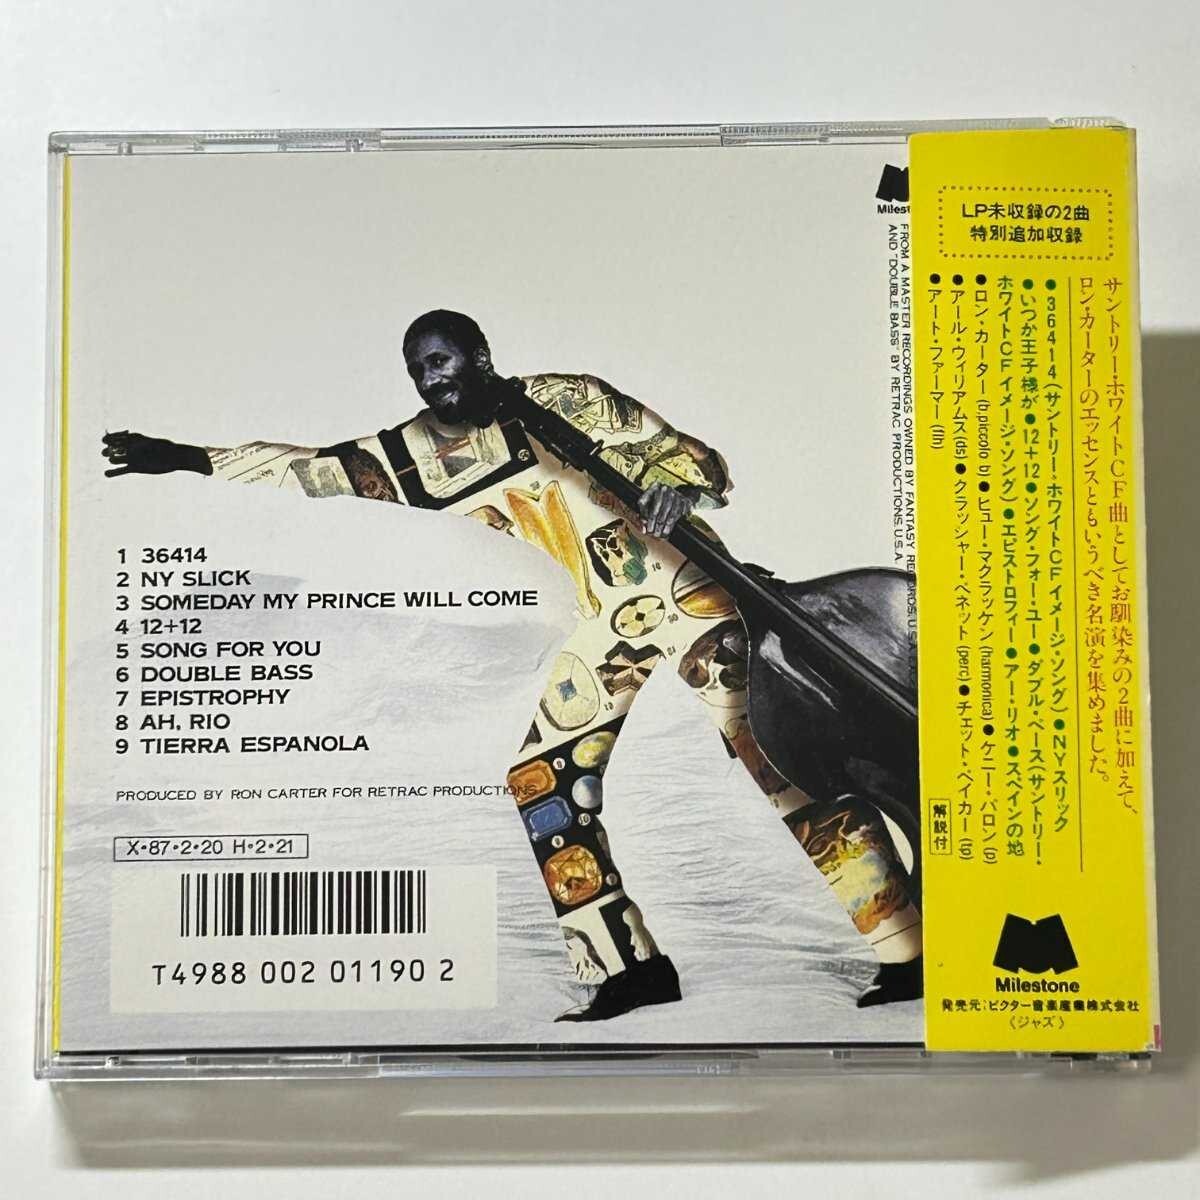 1 36414
2 NY SLICK
3 SOMEDAY MY PRINCE WILL COME
4 12+12
5 SONG FOR YOU
6 DOUBLE BASS
7 EPISTROPHY
8 AH, RIO
9 TIERRA ESPANOLA
PRODUCED BY RON CARTER FOR RETRAC PRODUCTIONS
X•87•2•20 H•2•21
T4988 002 01190 2
FROM A MASTER RECORDINGS OWNED BY FANTASY RECORDS, U.S.
AND "DOUBLE BASS" BY RETRAC PRODUCTIONS, U.S.A.
LP未収録の2曲
特別追加収録
サントリー・ホワイトCF曲としてお馴染みの2曲に加えて、
ロン・カーターのエッセンスともいうべき名演を集めました。
●36414(サントリー・ホワイトCFイメージ・ソング)●NYスリック
●いつか王子様が●12+12●ソング・フォー・ユー●ダブル・ベース(サントリー・
ホワイトCFイメージ・ソング)●エピストロフィー●アー・リオ●スペインの地
●ロン・カーター(b,piccolo b)●ヒュー・マクラッケン(harmonica)●ケニー・バロン(p)
●アール・ウィリアムス(ds)●クラッシャー・ベネット(perc)●チェット・ベイカー(tp)
●アート・ファーマー(flh)
解説付
Milestone
発売元:ビクター音楽産業株式会社
〈ジャズ〉